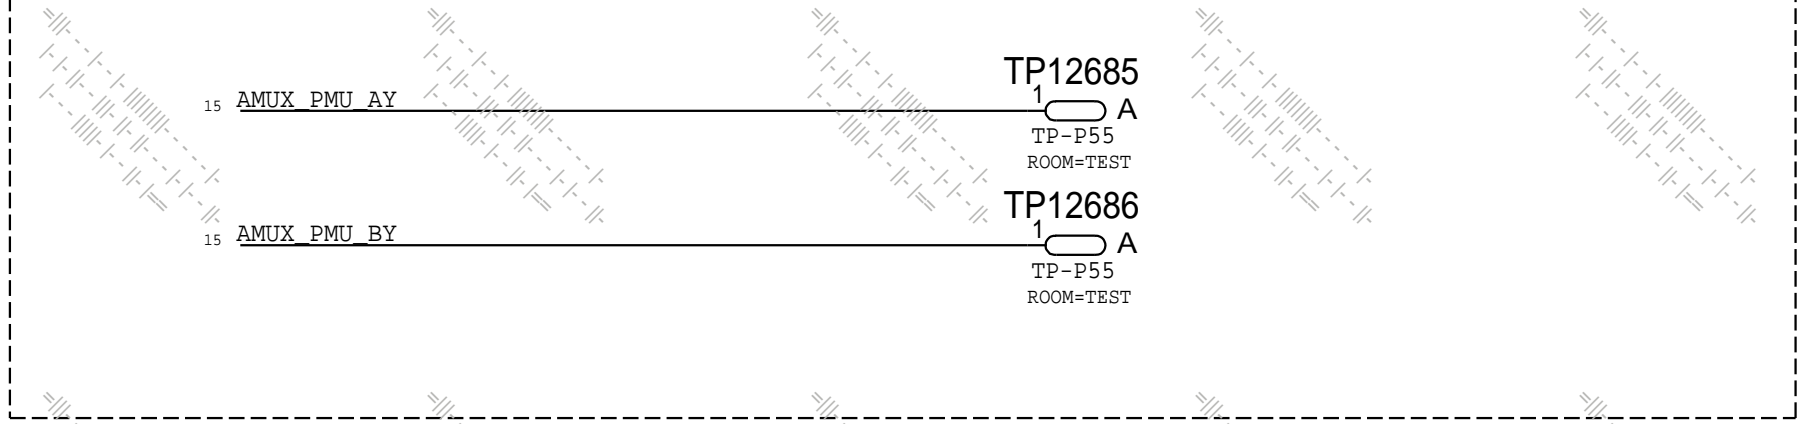 TP12685
1
15 AMUX_PMU_AY
A
TP-P55
ROOM=TEST
TP12686
1
15 AMUX_PMU_BY
A
TP-P55
ROOM=TEST